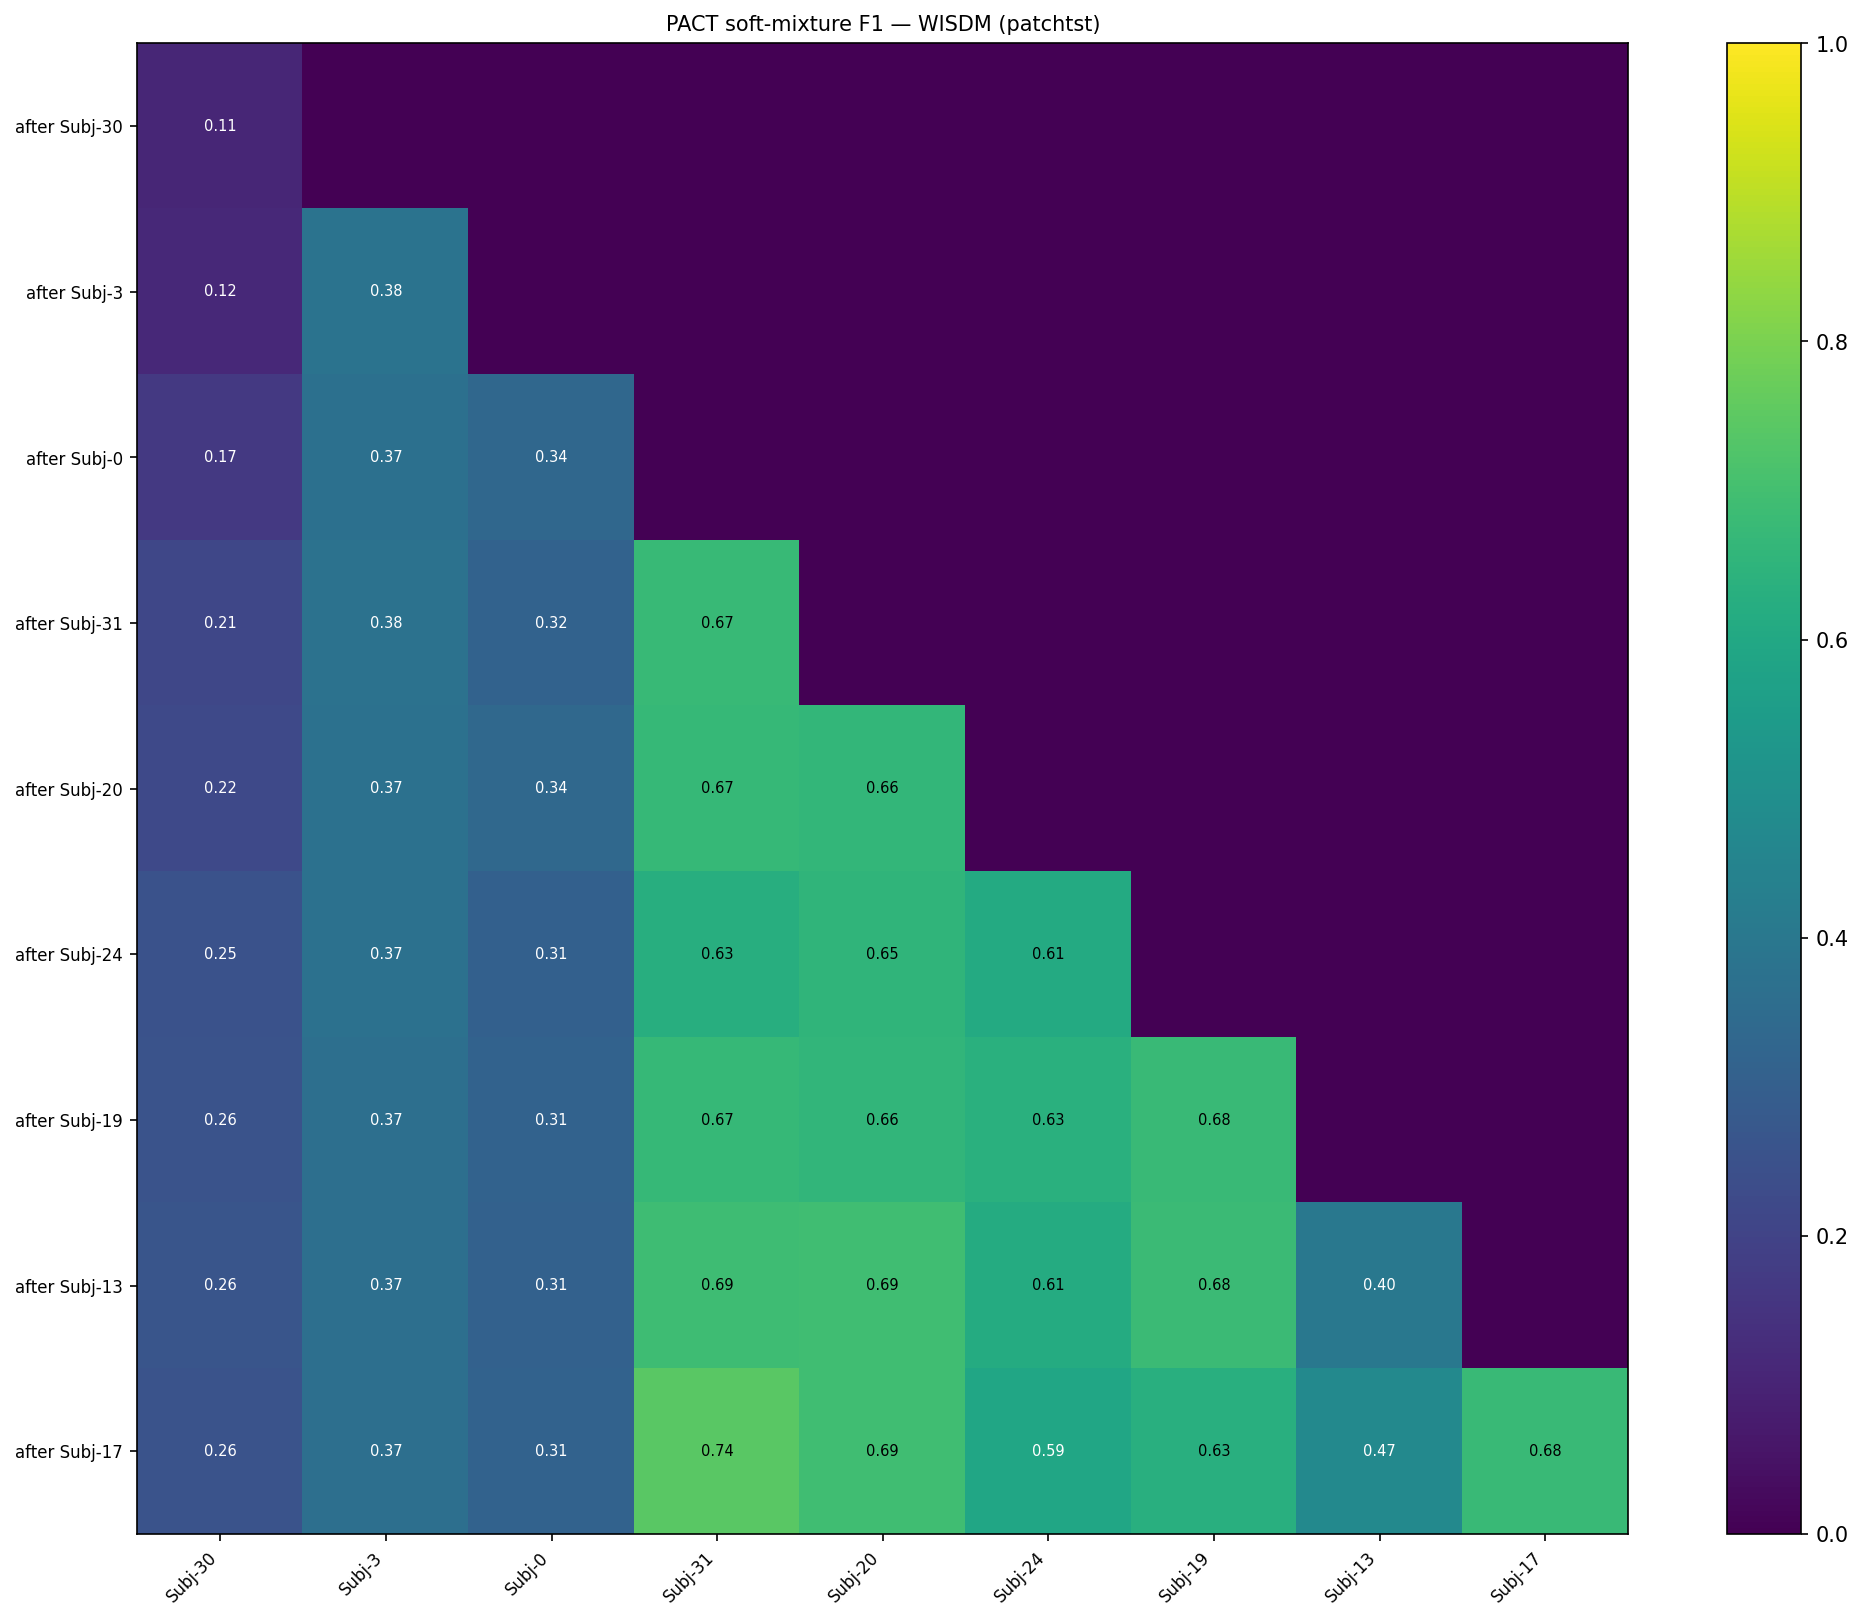 PACT soft-mixture F1 — WISDM (patchtst)
after Subj-30 0.11
after Subj-3 0.12 0.38
after Subj-0 0.17 0.37 0.34
after Subj-31 0.21 0.38 0.32 0.67
after Subj-20 0.22 0.37 0.34 0.67 0.66
after Subj-24 0.25 0.37 0.31 0.63 0.65 0.61
after Subj-19 0.26 0.37 0.31 0.67 0.66 0.63 0.68
after Subj-13 0.26 0.37 0.31 0.69 0.69 0.61 0.68 0.40
after Subj-17 0.26 0.37 0.31 0.74 0.69 0.59 0.63 0.47 0.68
Subj-30 Subj-3 Subj-0 Subj-31 Subj-20 Subj-24 Subj-19 Subj-13 Subj-17
1.0
0.8
0.6
0.4
0.2
0.0